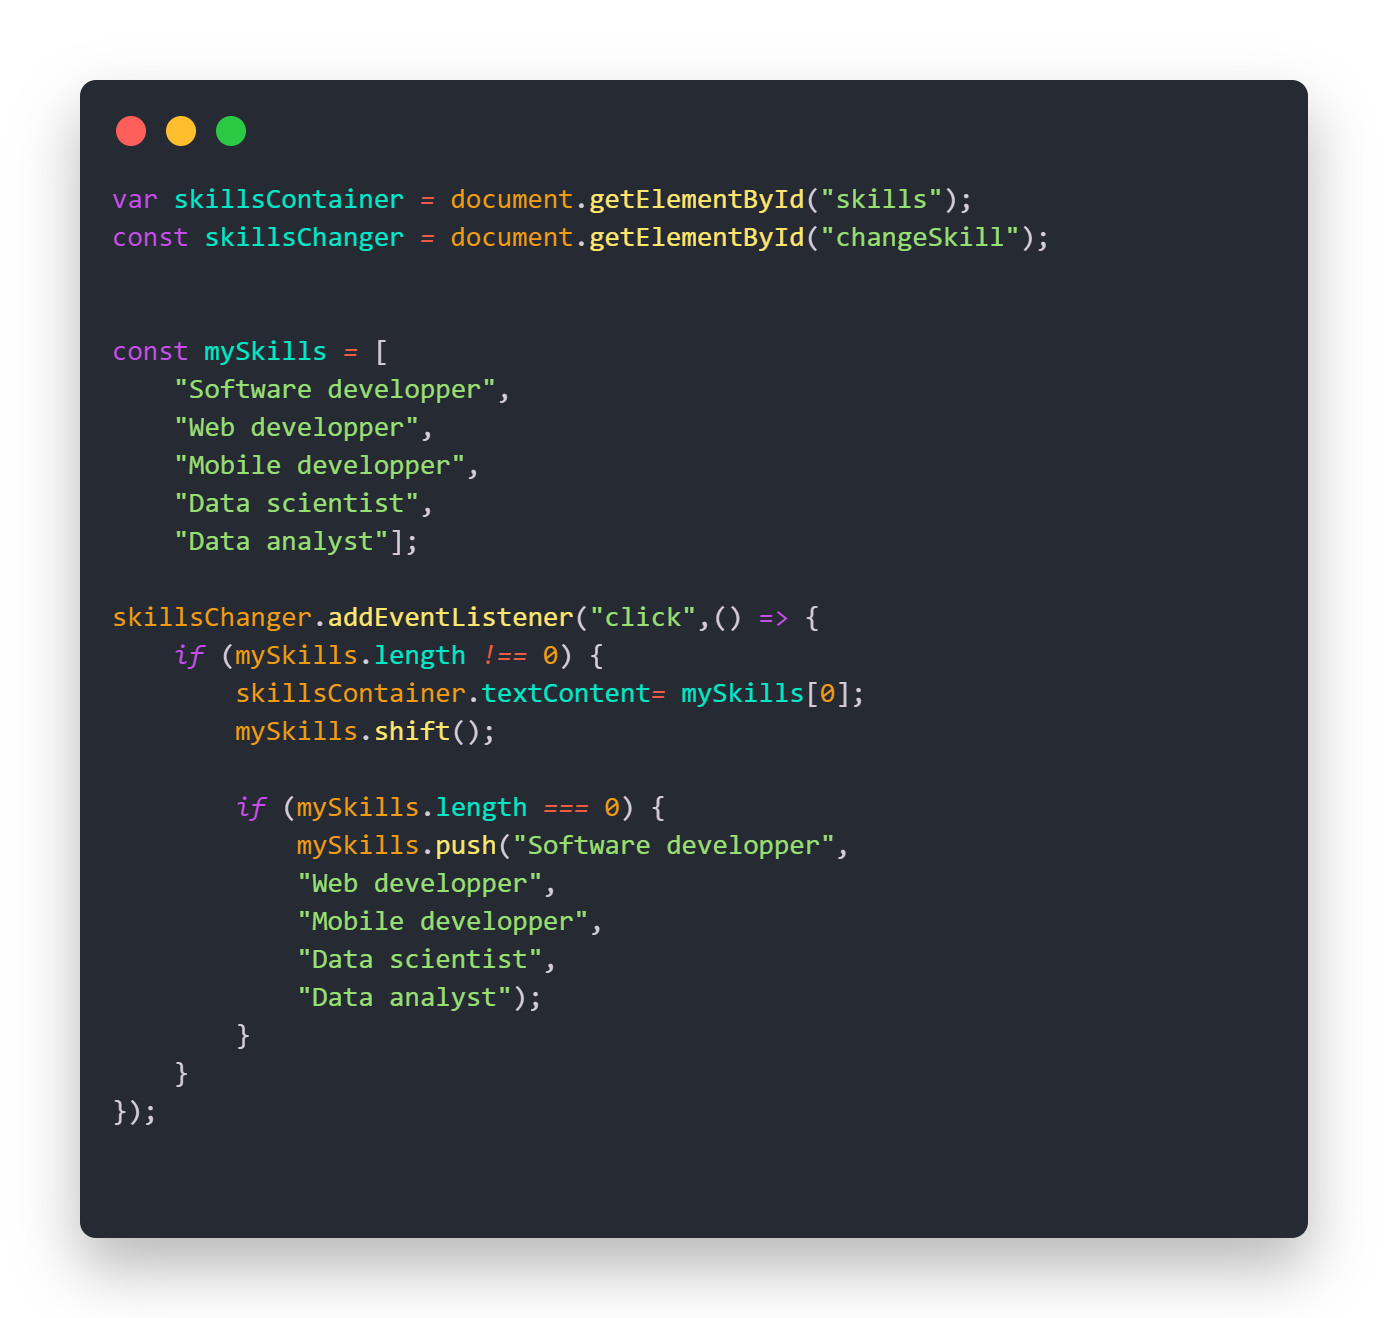 var skillsContainer = document.getElementById("skills");
const skillsChanger = document.getElementById("changeSkill");
const mySkills = [
    "Software developper",
    "Web developper",
    "Mobile developper",
    "Data scientist",
    "Data analyst"];
skillsChanger.addEventListener("click",() => {
    if (mySkills.length !== 0) {
        skillsContainer.textContent= mySkills[0];
        mySkills.shift();
        if (mySkills.length === 0) {
            mySkills.push("Software developper",
            "Web developper",
            "Mobile developper",
            "Data scientist",
            "Data analyst");
        }
    }
});